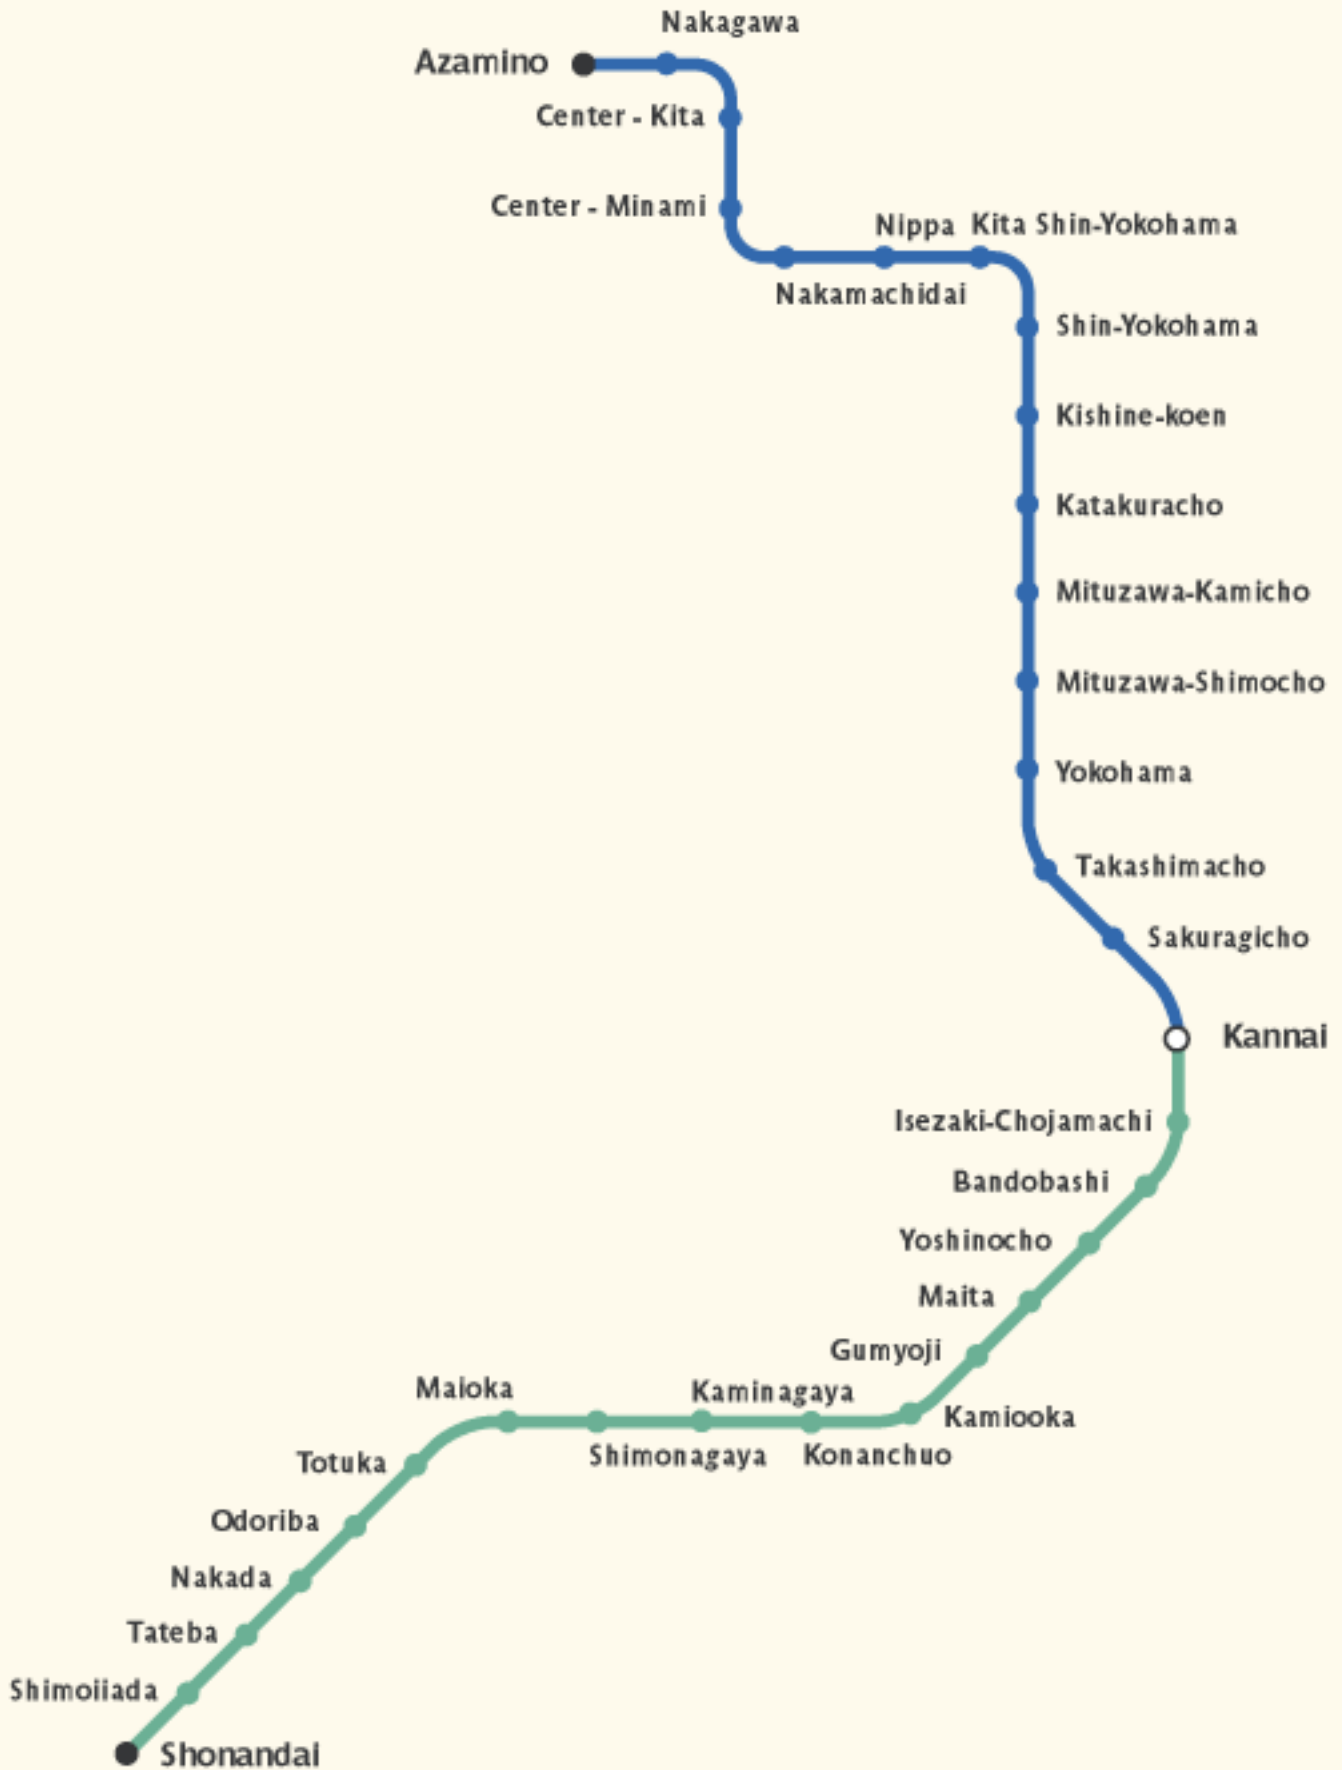 Nakagawa
Azamino
Center - Kita
Center - Minami
Nippa
Kita Shin-Yokohama
Nakamachidai
Shin-Yokohama
Kishine-koen
Katakuracho
Mituzawa-Kamicho
Mituzawa-Shimocho
Yokohama
Takashimacho
Sakuragicho
Kannai
Isezaki-Chojamachi
Bandobashi
Yoshinocho
Maita
Gumyoji
Kamiooka
Kaminagaya
Konanchuo
Maioka
Shimonagaya
Totuka
Odoriba
Nakada
Tateba
Shimoiiada
Shonandai